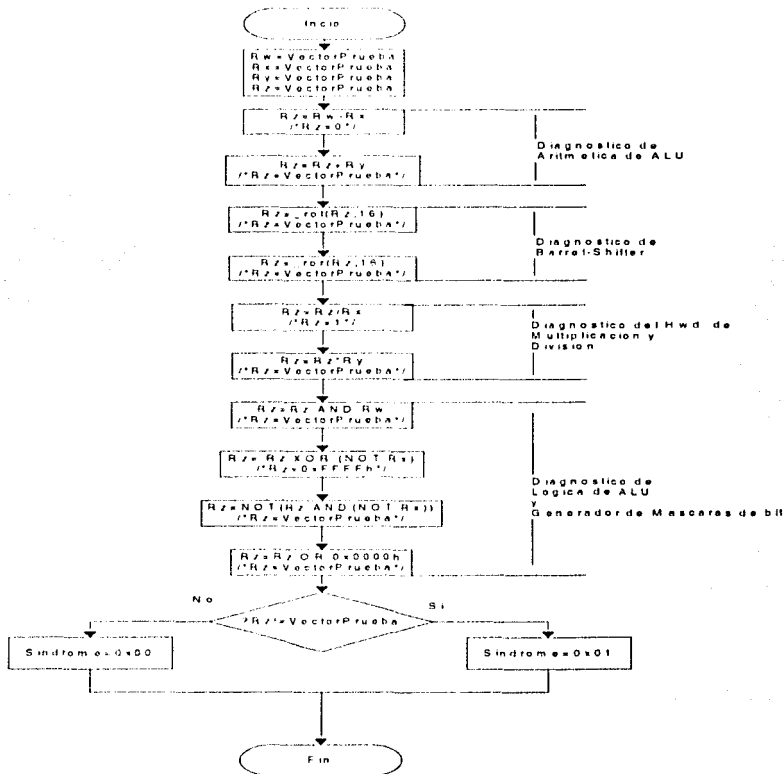 Inicio
Rw=VectorPrueba
Rx=VectorPrueba
Ry=VectorPrueba
Rz=VectorPrueba
Rz=Rw-Rx
/*Rz=0*/
Diagnostico de
Aritmetica de ALU
Rz=Rz+Ry
/*Rz=VectorPrueba*/
Rz=_rol(Rz,16)
/*Rz=VectorPrueba*/
Diagnostico de
Barrel-Shifter
Rz=_ror(Rz,16)
/*Rz=VectorPrueba*/
Rz=Rz/Rx
/*Rz=1*/
Diagnostico del Hwd de
Multiplicacion y
Division
Rz=Rz*Ry
/*Rz=VectorPrueba*/
Rz=Rz AND Rw
/*Rz=VectorPrueba*/
Rz= Rz XOR (NOT Rx)
/*Rz=0xFFFFh*/
Diagnostico de
Logica de ALU
y
Generador de Mascaras de bit
Rz=NOT(Rz AND (NOT Rx))
/*Rz=VectorPrueba*/
Rz=Rz OR 0x0000h
/*Rz=VectorPrueba*/
No
Si
?Rz!=VectorPrueba
Sindrome=0x00
Sindrome=0x01
Fin